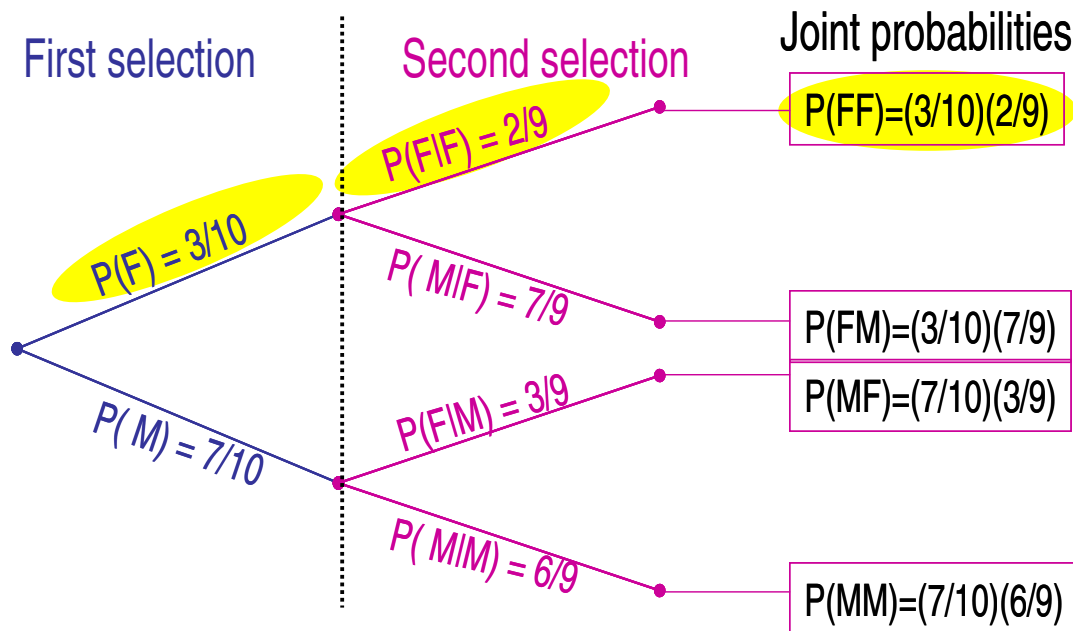 First selection
Second selection
Joint probabilities
P(F) = 3/10
P( M) = 7/10
P(F|F) = 2/9
P( M|F) = 7/9
P(F|M) = 3/9
P( M|M) = 6/9
P(FF)=(3/10)(2/9)
P(FM)=(3/10)(7/9)
P(MF)=(7/10)(3/9)
P(MM)=(7/10)(6/9)